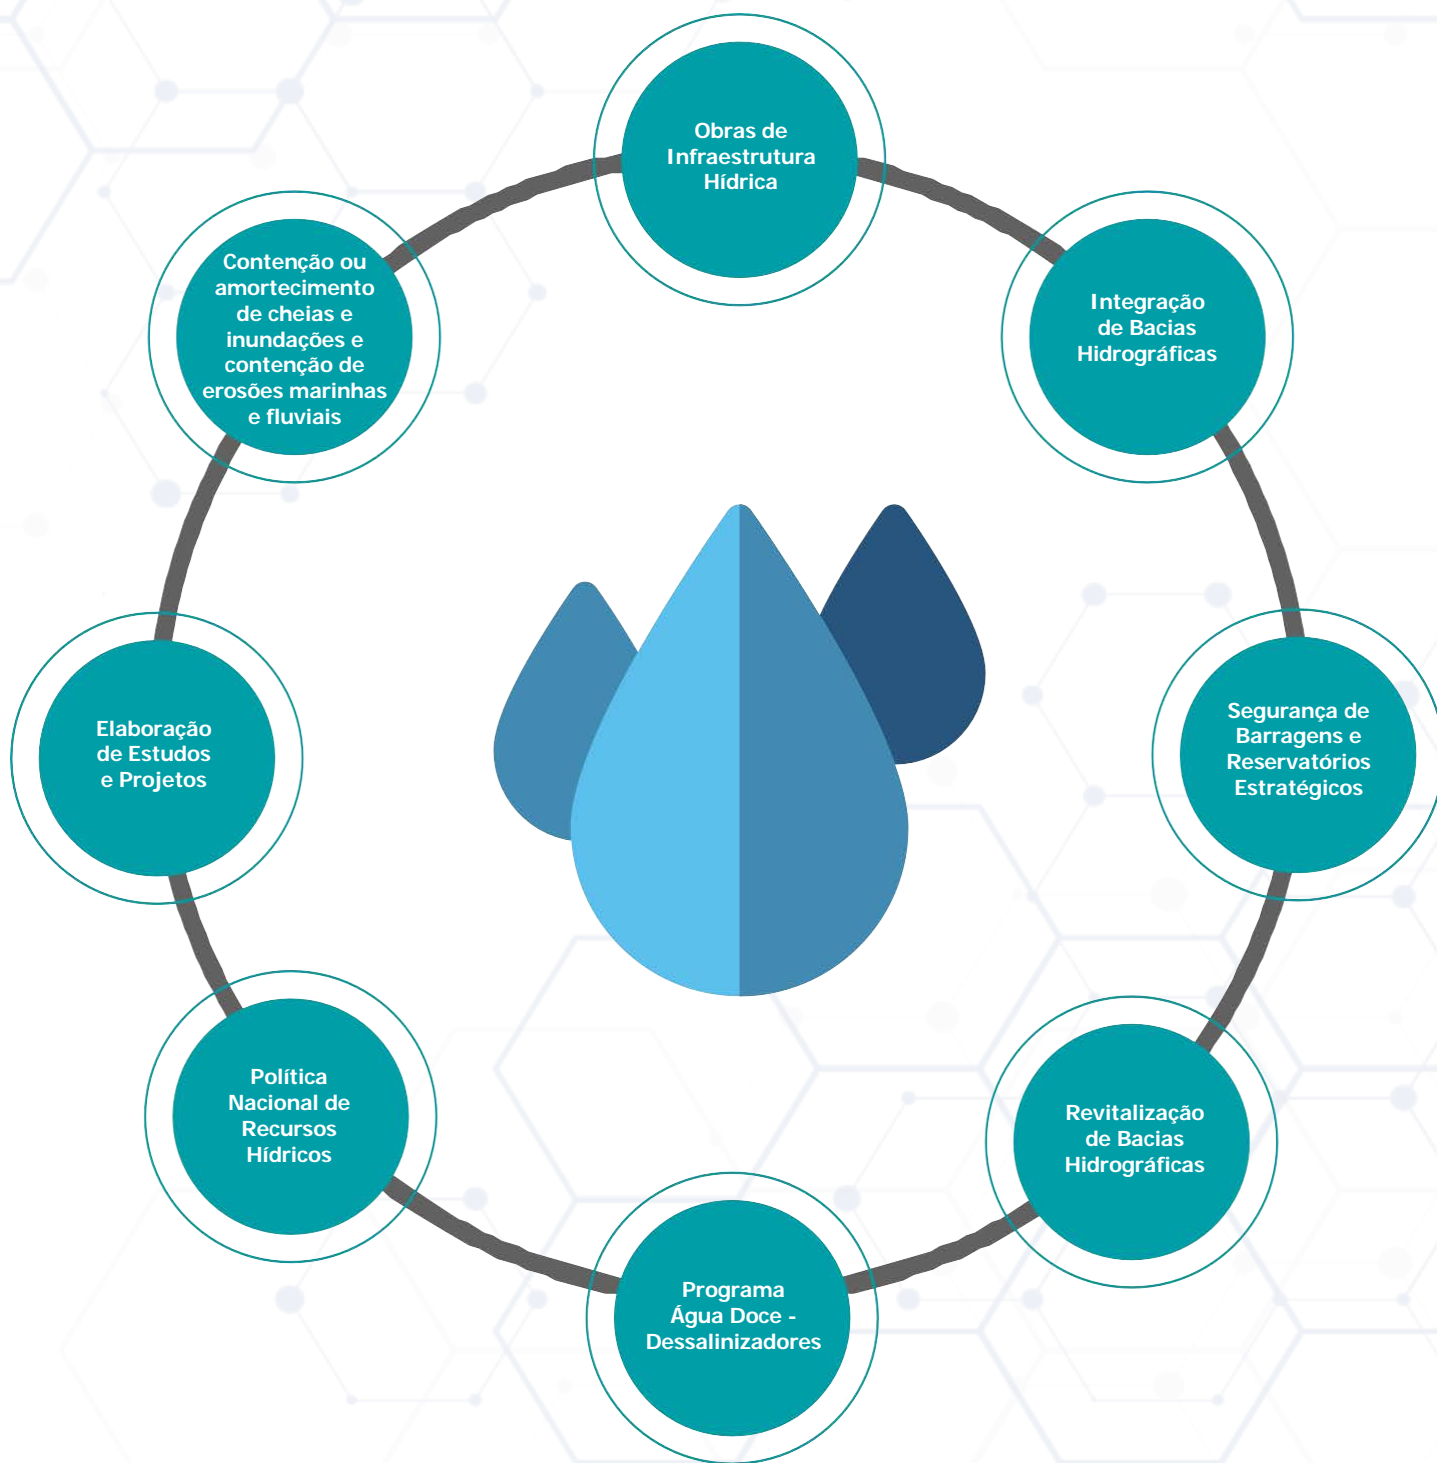 Obras de
Infraestrutura
Hídrica
Integração
de Bacias
Hidrográficas
Segurança de
Barragens e
Reservatórios
Estratégicos
Revitalização
de Bacias
Hidrográficas
Programa
Água Doce -
Dessalinizadores
Política
Nacional de
Recursos
Hídricos
Elaboração
de Estudos
e Projetos
Contenção ou
amortecimento
de cheias e
inundações e
contenção de
erosões marinhas
e fluviais